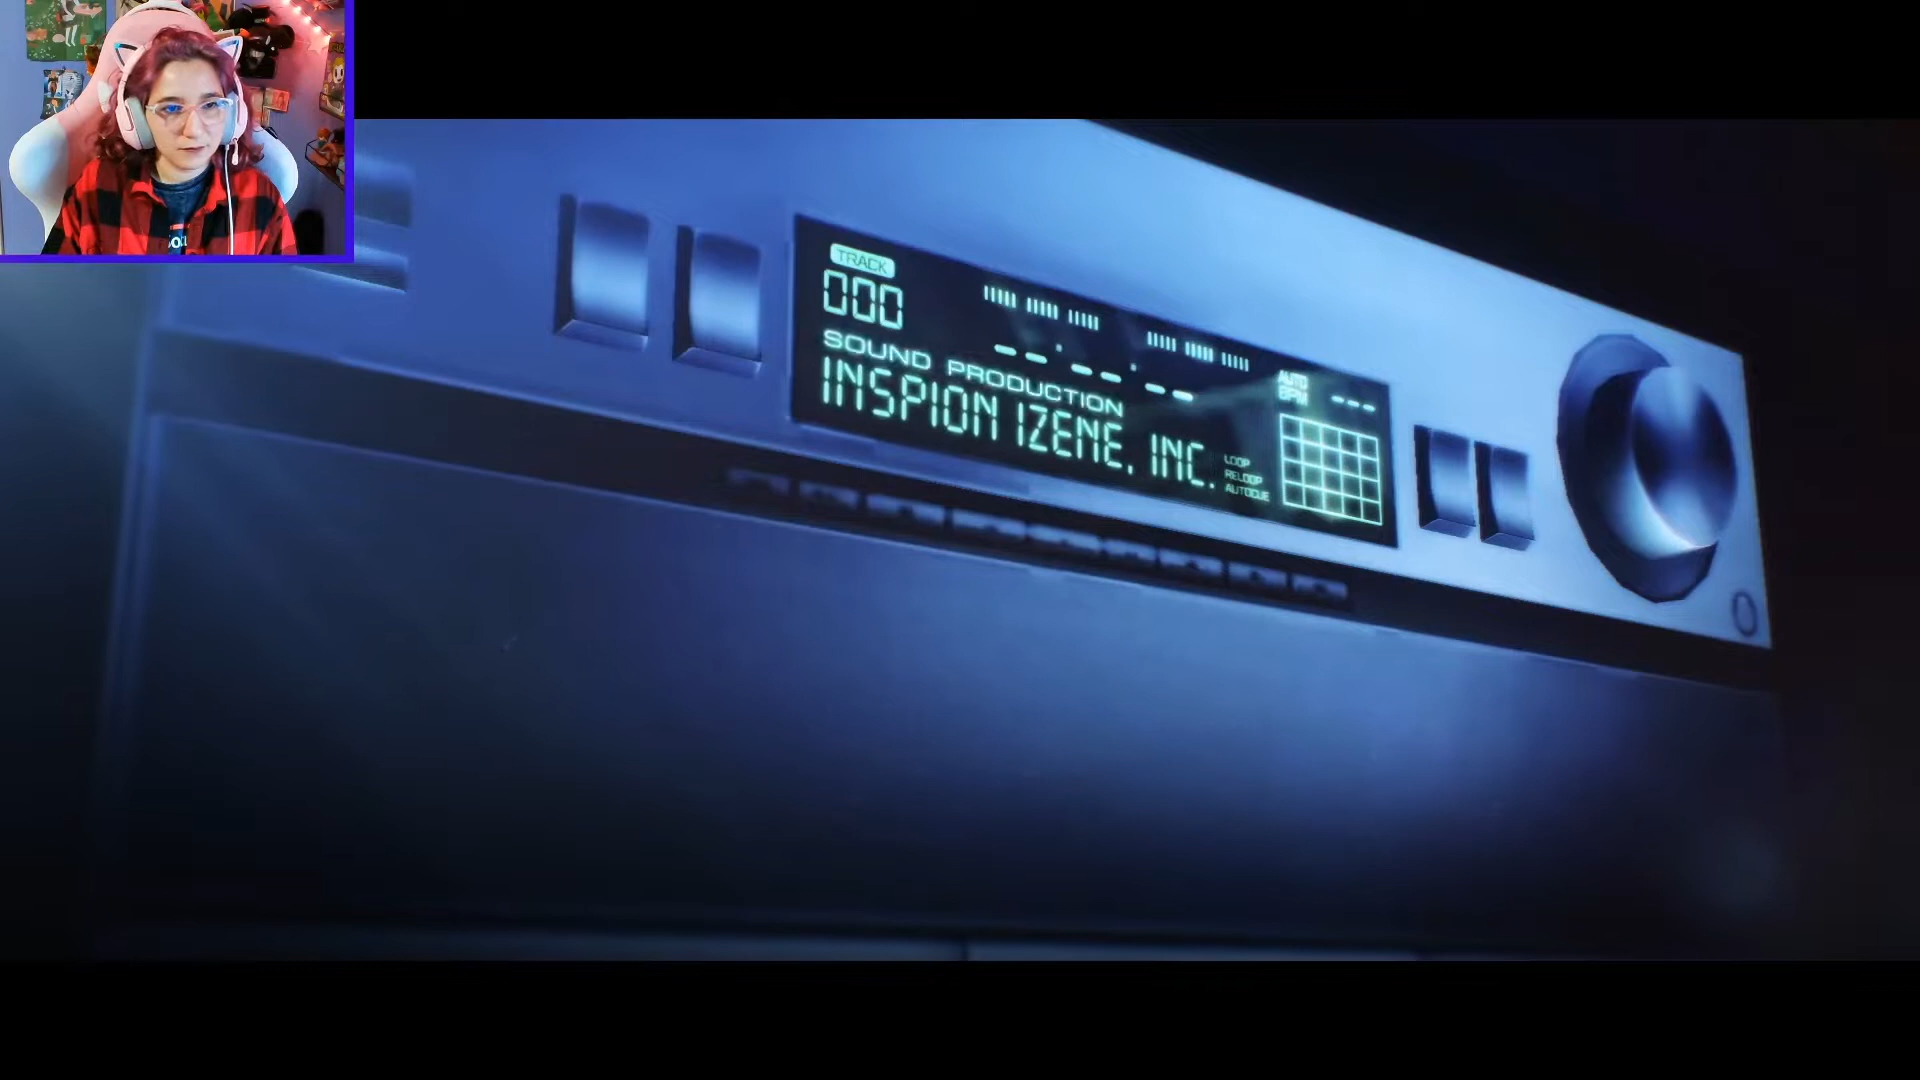 TRACK
000
SOUND PRODUCTION
INSPION IZENE, INC.
AUTO
BPM
LOOP
RELOOP
AUTOCUE